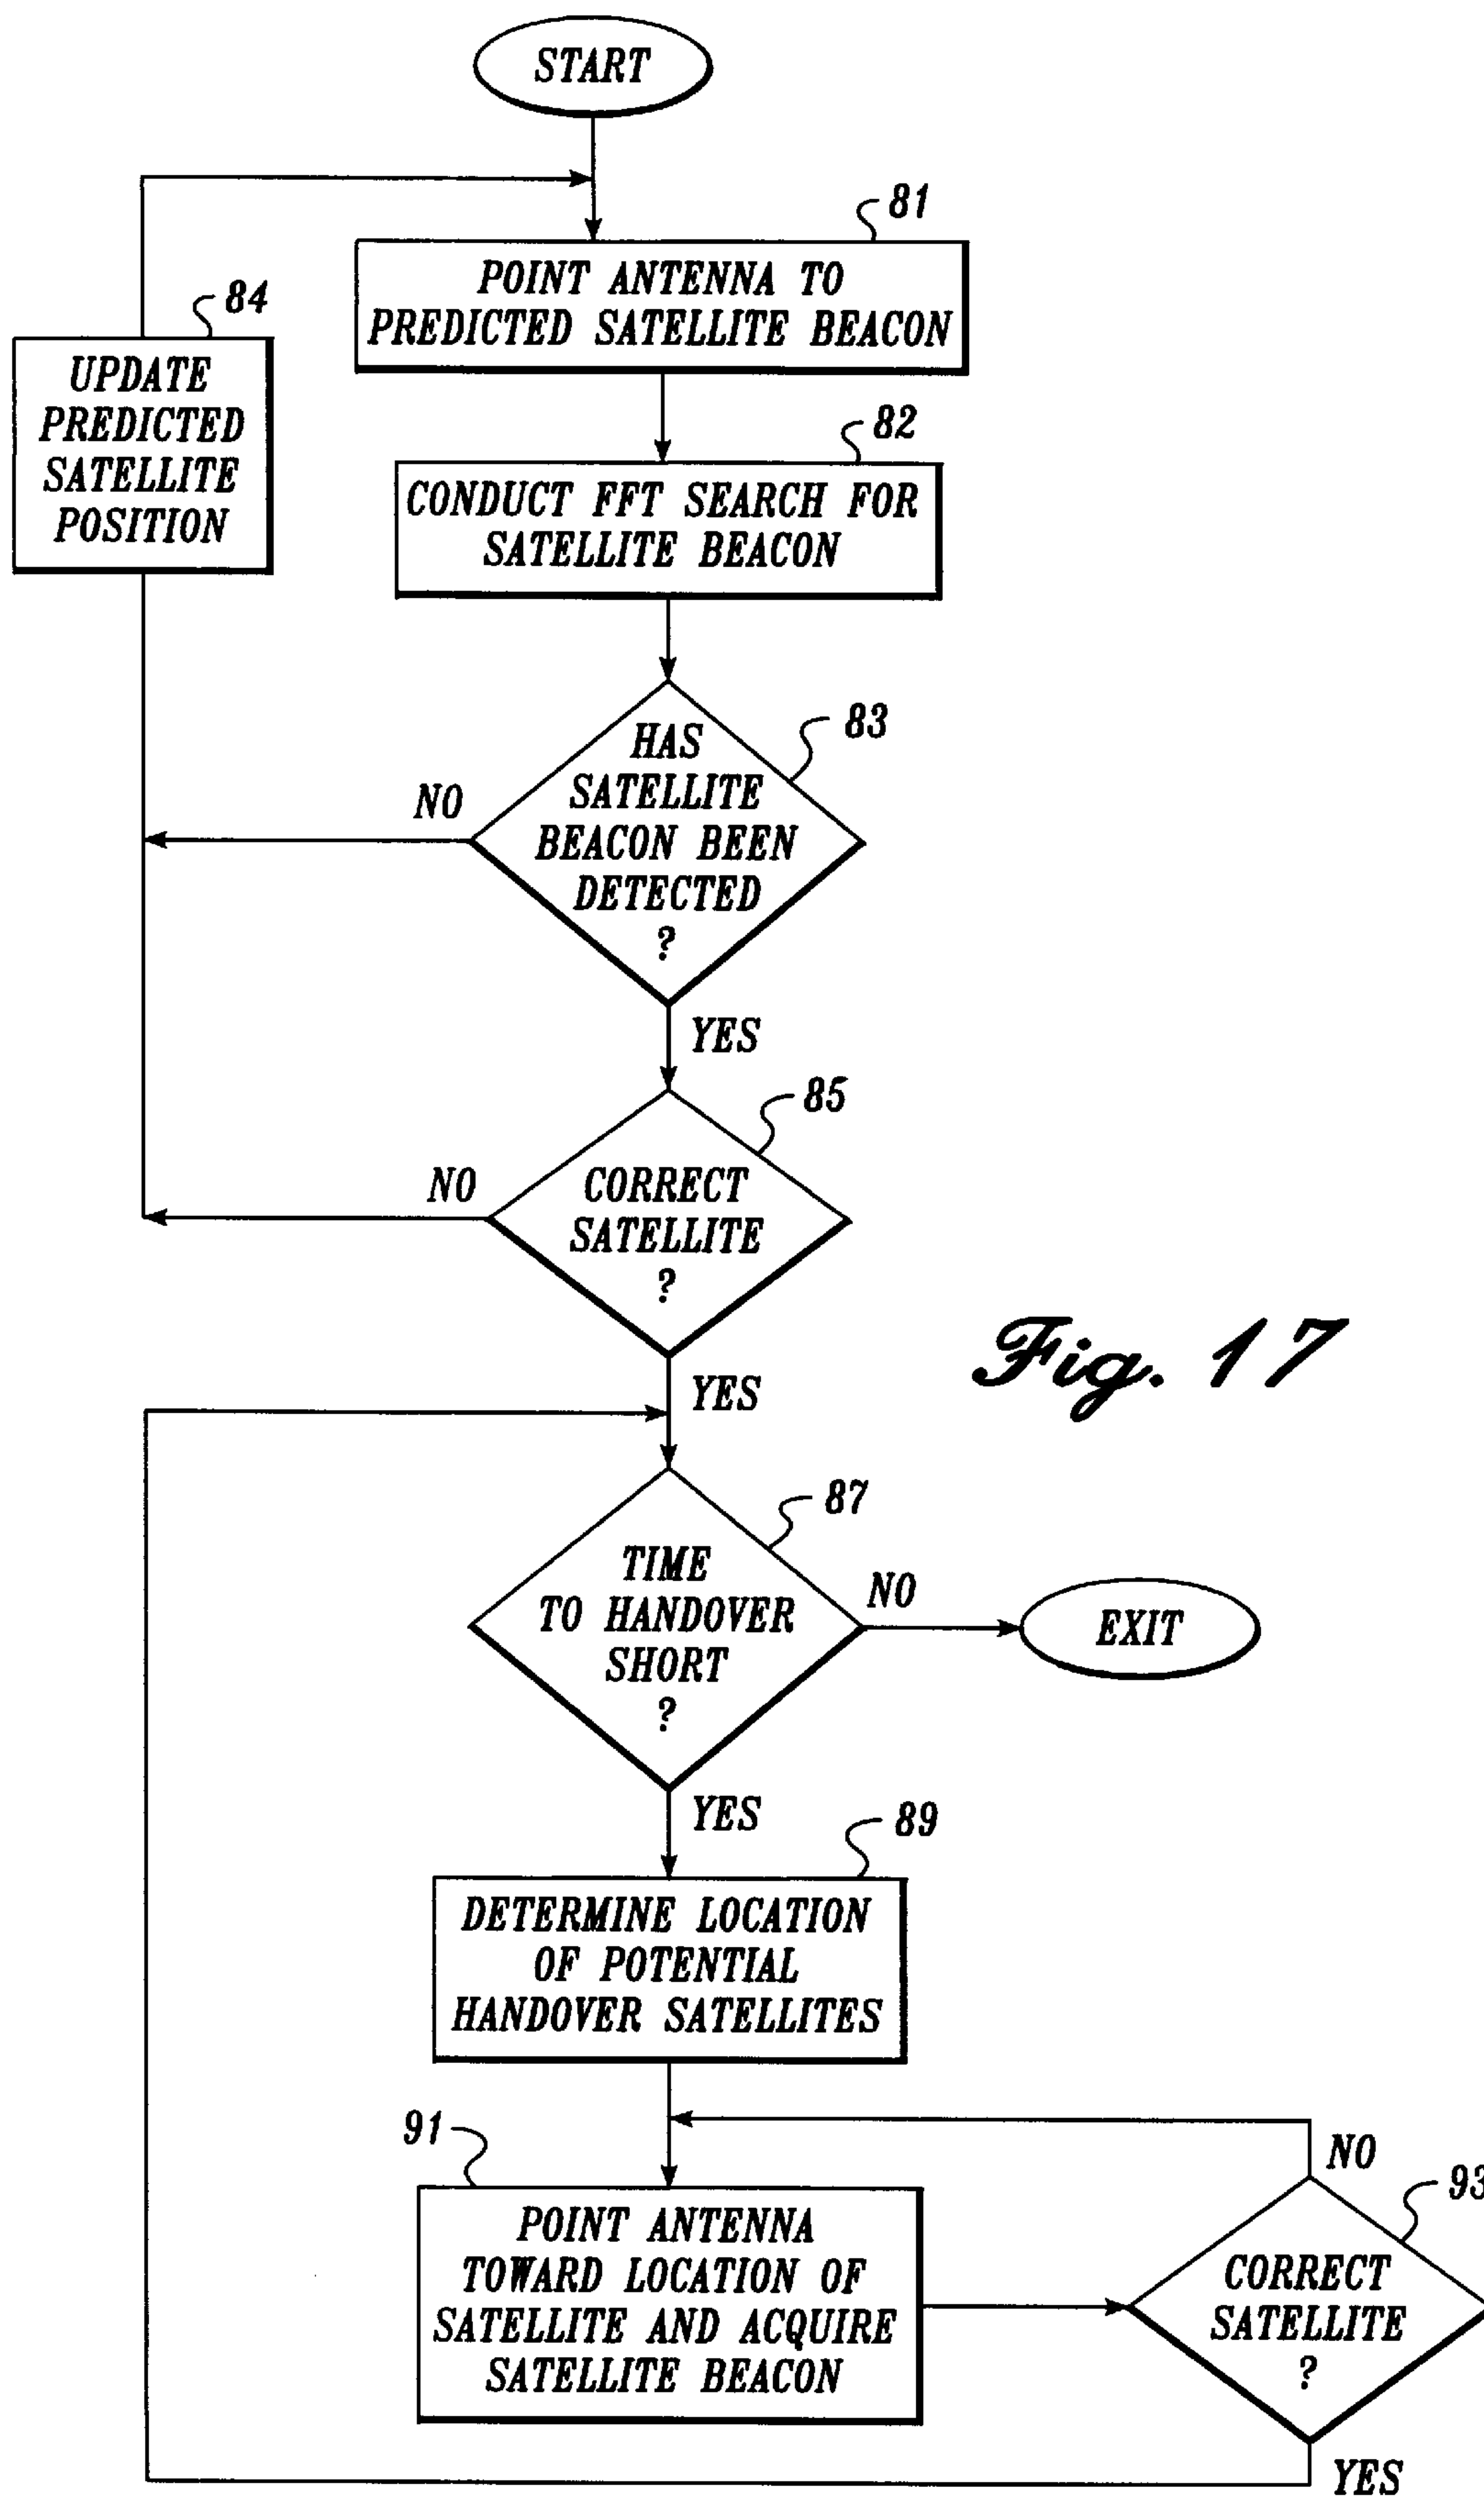 START
81
POINT ANTENNA TO
PREDICTED SATELLITE BEACON
84
UPDATE
PREDICTED
SATELLITE
POSITION
82
CONDUCT FFT SEARCH FOR
SATELLITE BEACON
83
HAS
SATELLITE
BEACON BEEN
DETECTED
?
NO
YES
85
CORRECT
SATELLITE
?
NO
YES
Fig. 17
87
TIME
TO HANDOVER
SHORT
?
NO
EXIT
YES
89
DETERMINE LOCATION
OF POTENTIAL
HANDOVER SATELLITES
91
POINT ANTENNA
TOWARD LOCATION OF
SATELLITE AND ACQUIRE
SATELLITE BEACON
NO
93
CORRECT
SATELLITE
?
YES